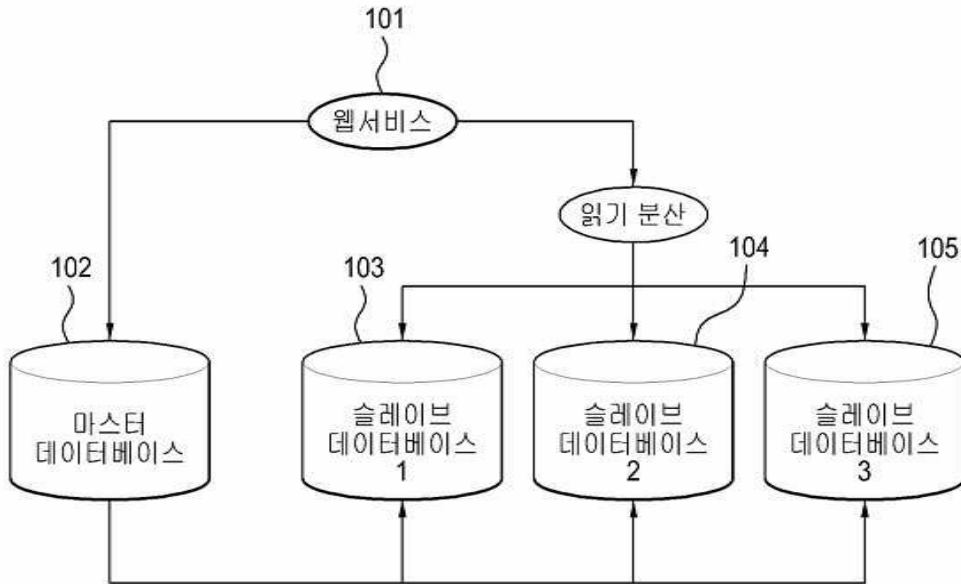 101
웹서비스
읽기 분산
102
103
104
105
마스터
데이터베이스
슬레이브
데이터베이스
1
슬레이브
데이터베이스
2
슬레이브
데이터베이스
3